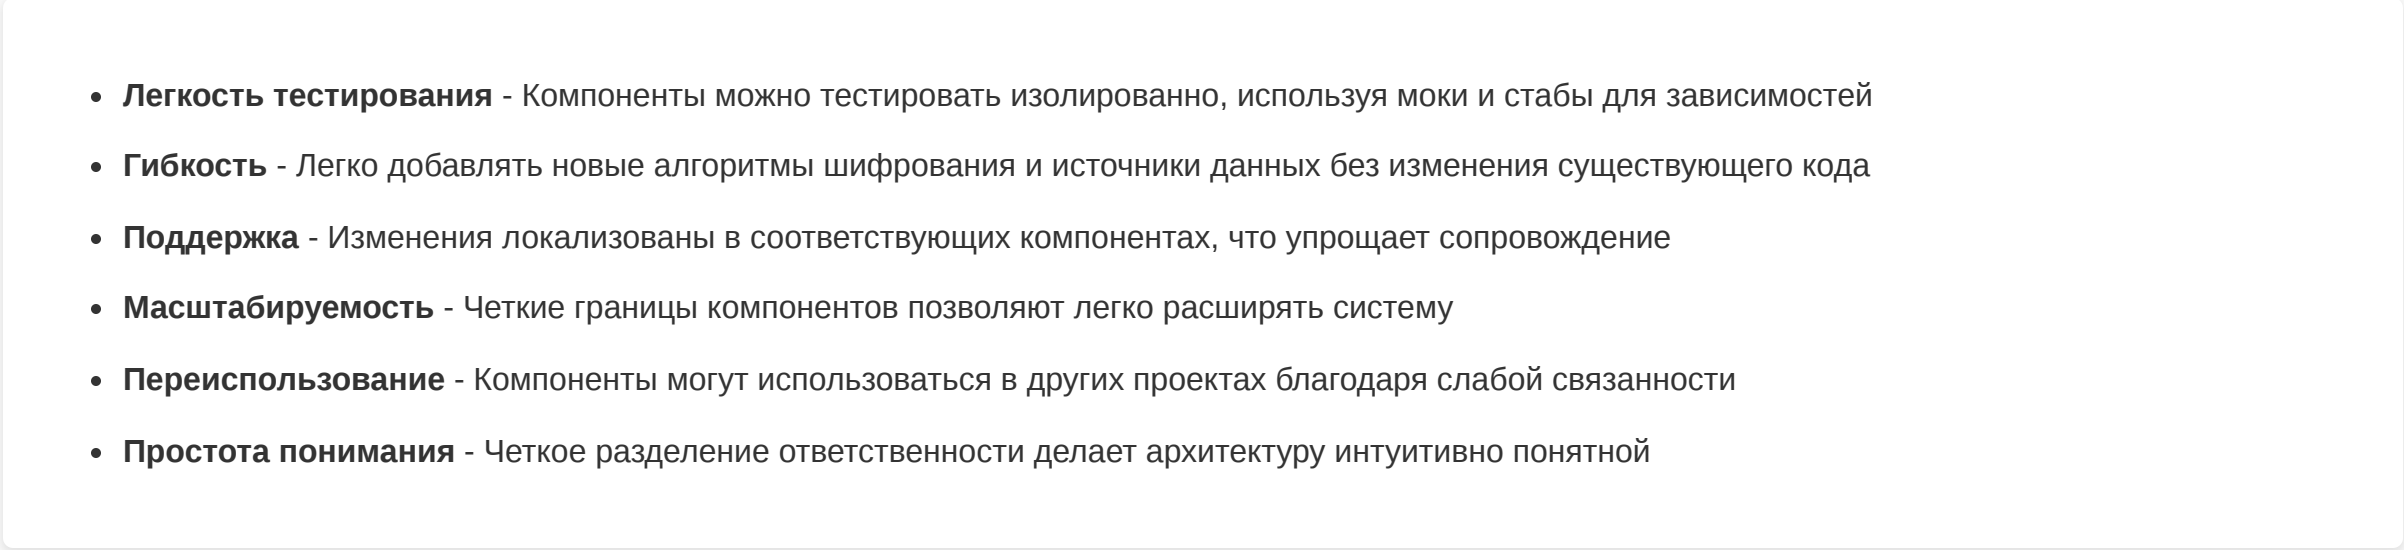 Легкость тестирования - Компоненты можно тестировать изолированно, используя моки и стабы для зависимостей
Гибкость - Легко добавлять новые алгоритмы шифрования и источники данных без изменения существующего кода
Поддержка - Изменения локализованы в соответствующих компонентах, что упрощает сопровождение
Масштабируемость - Четкие границы компонентов позволяют легко расширять систему
Переиспользование - Компоненты могут использоваться в других проектах благодаря слабой связанности
Простота понимания - Четкое разделение ответственности делает архитектуру интуитивно понятной